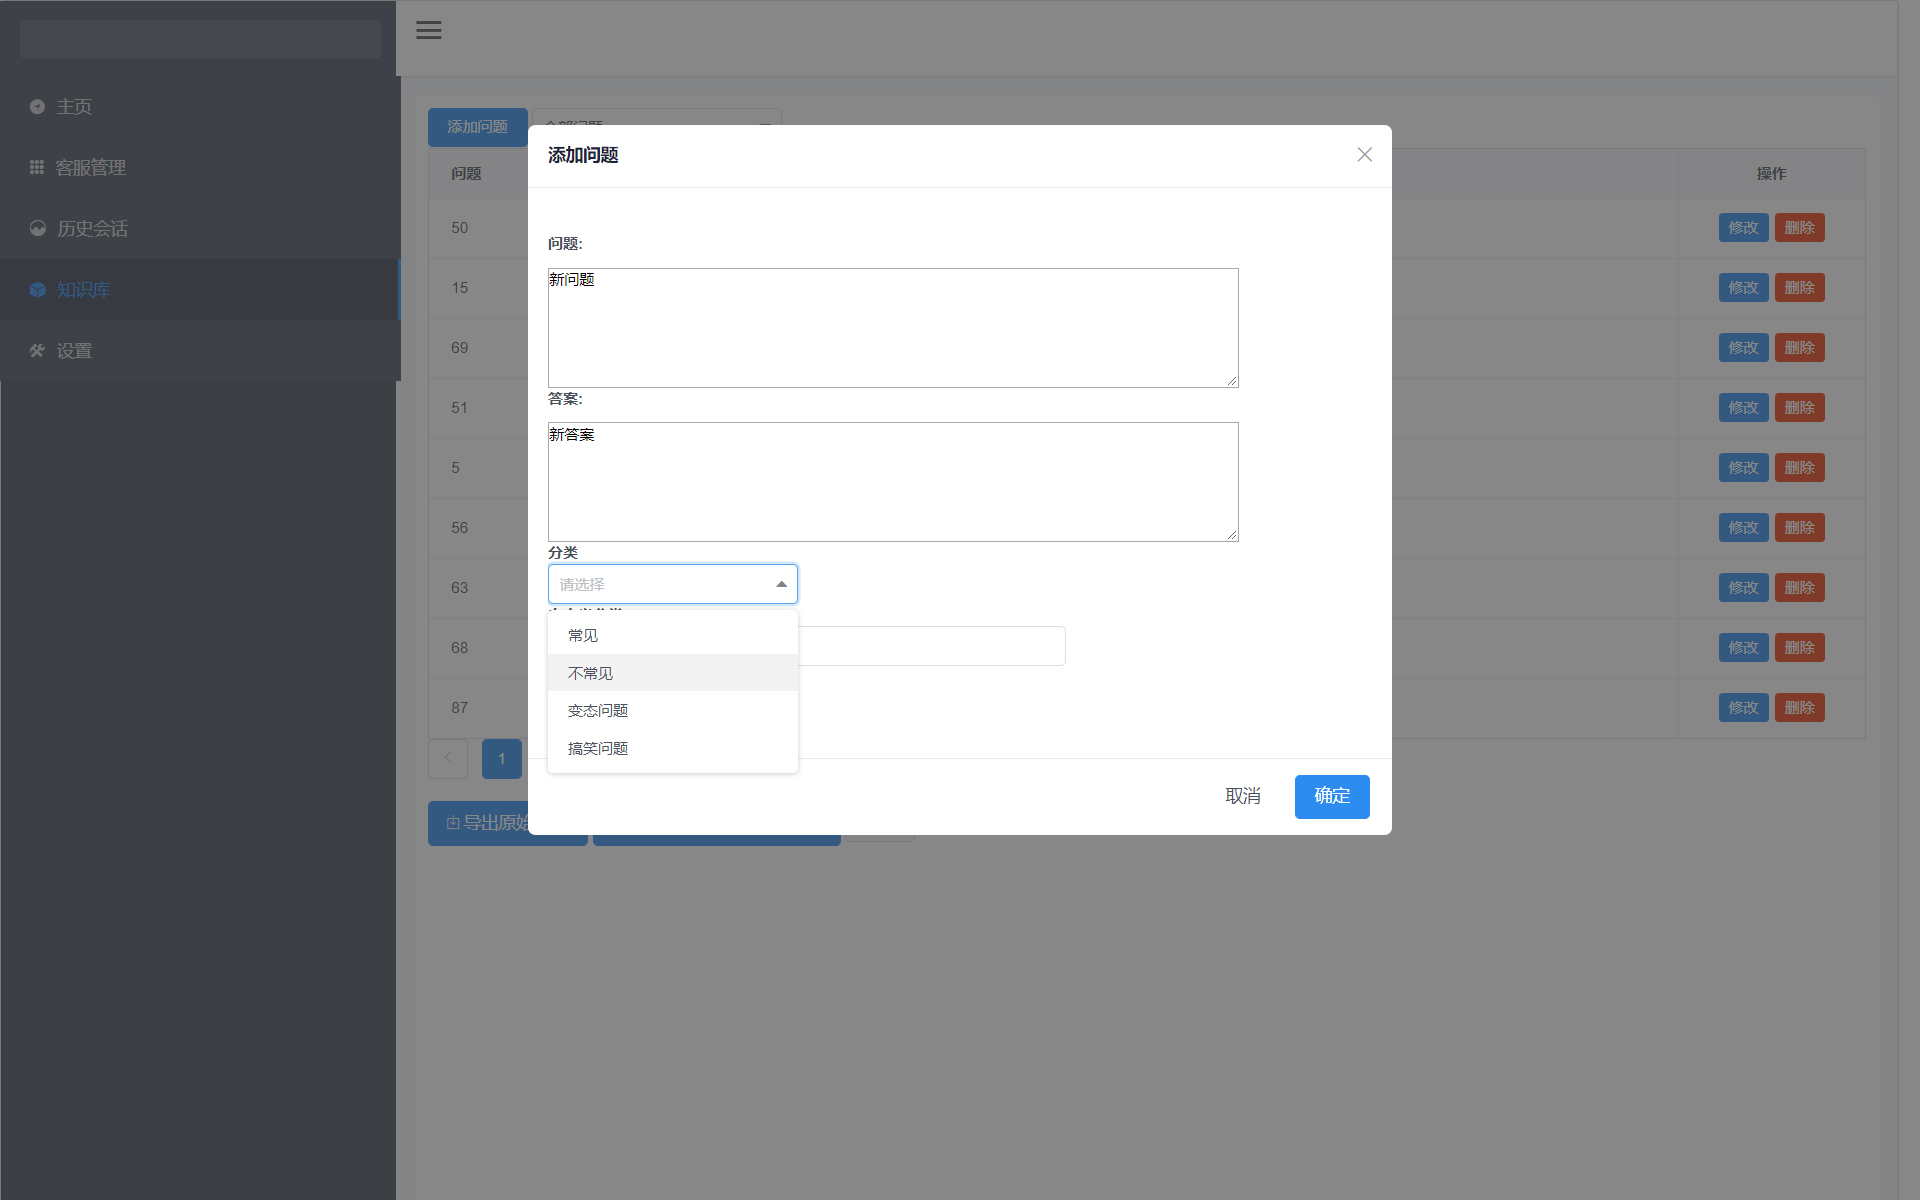 主页
客服管理
历史会话
知识库
设置
添加问题
问题
操作
50
修改 删除
15
修改 删除
69
修改 删除
51
修改 删除
5
修改 删除
56
修改 删除
63
修改 删除
68
修改 删除
87
修改 删除
1
导出原始
添加问题
问题:
新问题
答案:
新答案
分类
请选择
常见
不常见
变态问题
搞笑问题
取消
确定